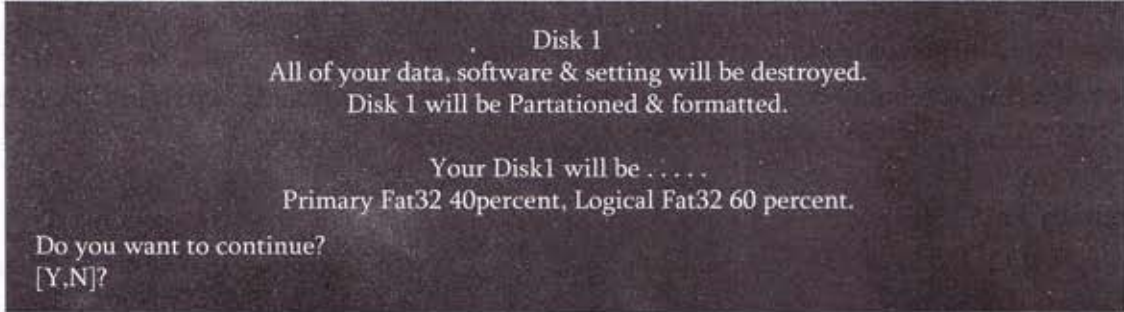 Disk 1
All of your data, software & setting will be destroyed.
Disk 1 will be Partationed & formatted.
Your Disk1 will be . . . . .
Primary Fat32 40percent, Logical Fat32 60 percent.
Do you want to continue?
[Y,N]?